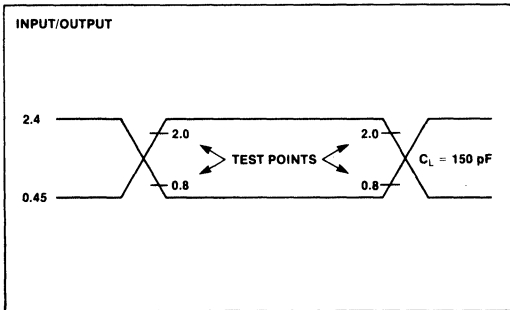 INPUT/OUTPUT
2.4
2.0
2.0
TEST POINTS
C_L = 150 pF
0.8
0.8
0.45